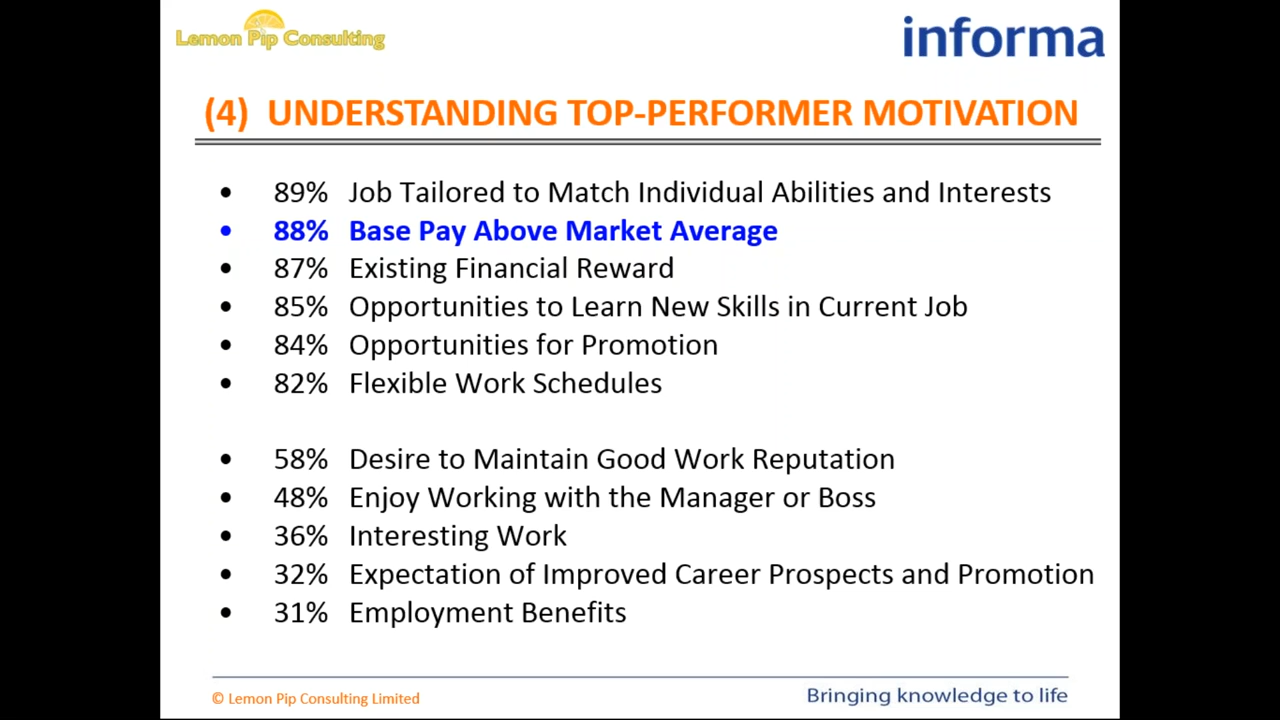 Lemon Pip Consulting
informa
(4) UNDERSTANDING TOP-PERFORMER MOTIVATION
• 89% Job Tailored to Match Individual Abilities and Interests
• 88% Base Pay Above Market Average
• 87% Existing Financial Reward
• 85% Opportunities to Learn New Skills in Current Job
• 84% Opportunities for Promotion
• 82% Flexible Work Schedules
• 58% Desire to Maintain Good Work Reputation
• 48% Enjoy Working with the Manager or Boss
• 36% Interesting Work
• 32% Expectation of Improved Career Prospects and Promotion
• 31% Employment Benefits
© Lemon Pip Consulting Limited
Bringing knowledge to life